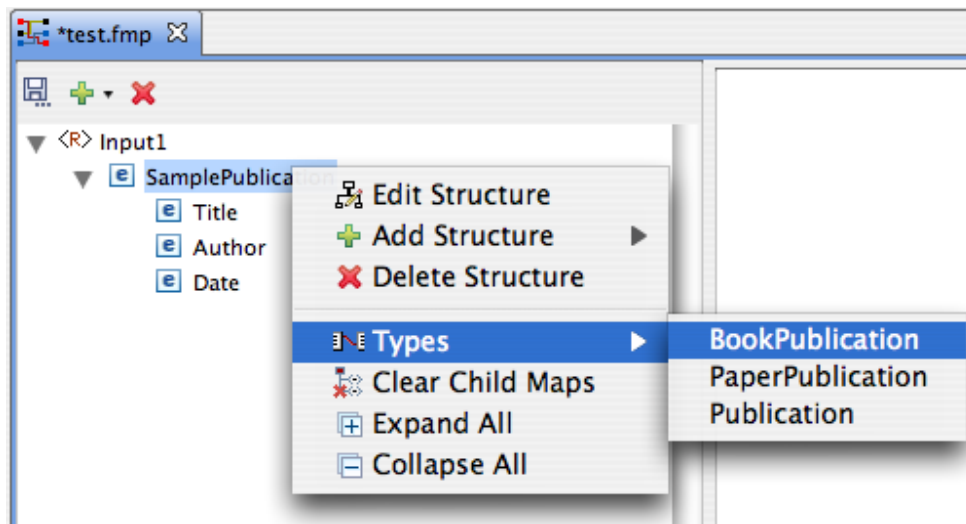 *test.fmp
<R> Input1
e SamplePublication
e Title
e Author
e Date
Edit Structure
Add Structure
Delete Structure
Types
Clear Child Maps
Expand All
Collapse All
BookPublication
PaperPublication
Publication